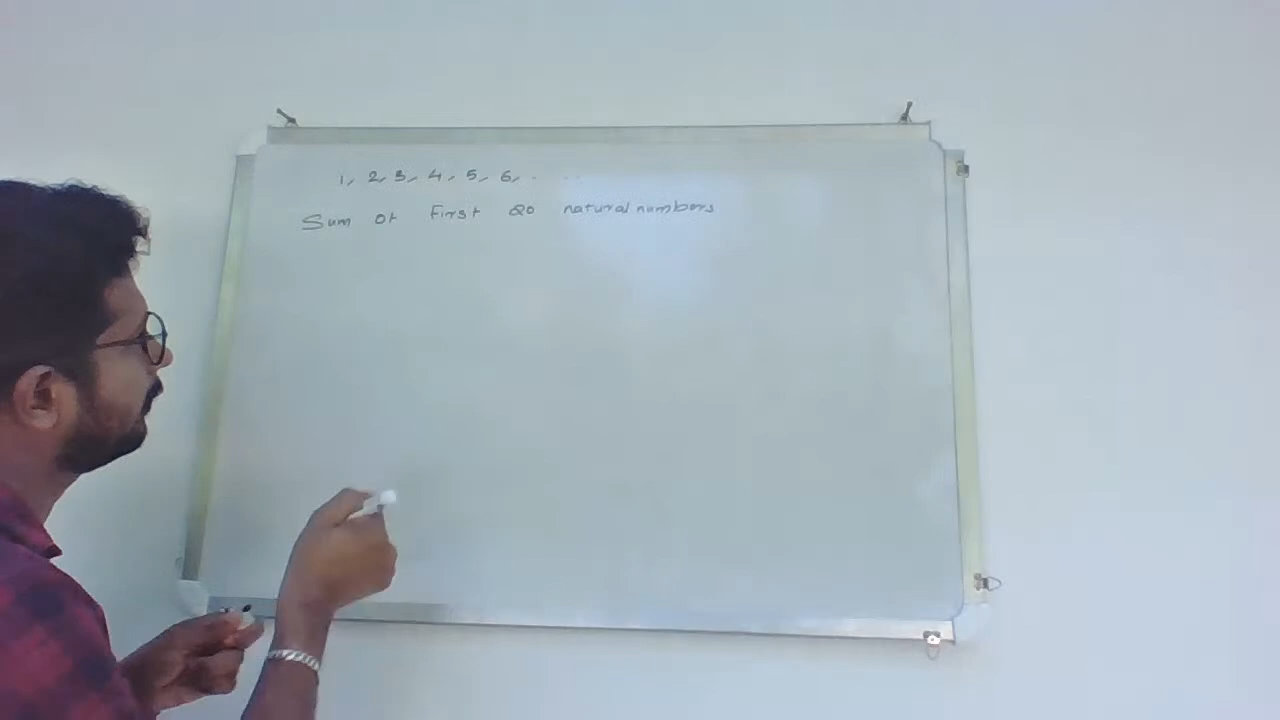 1, 2, 3, 4, 5, 6, . . . .
Sum of First 20 natural numbers